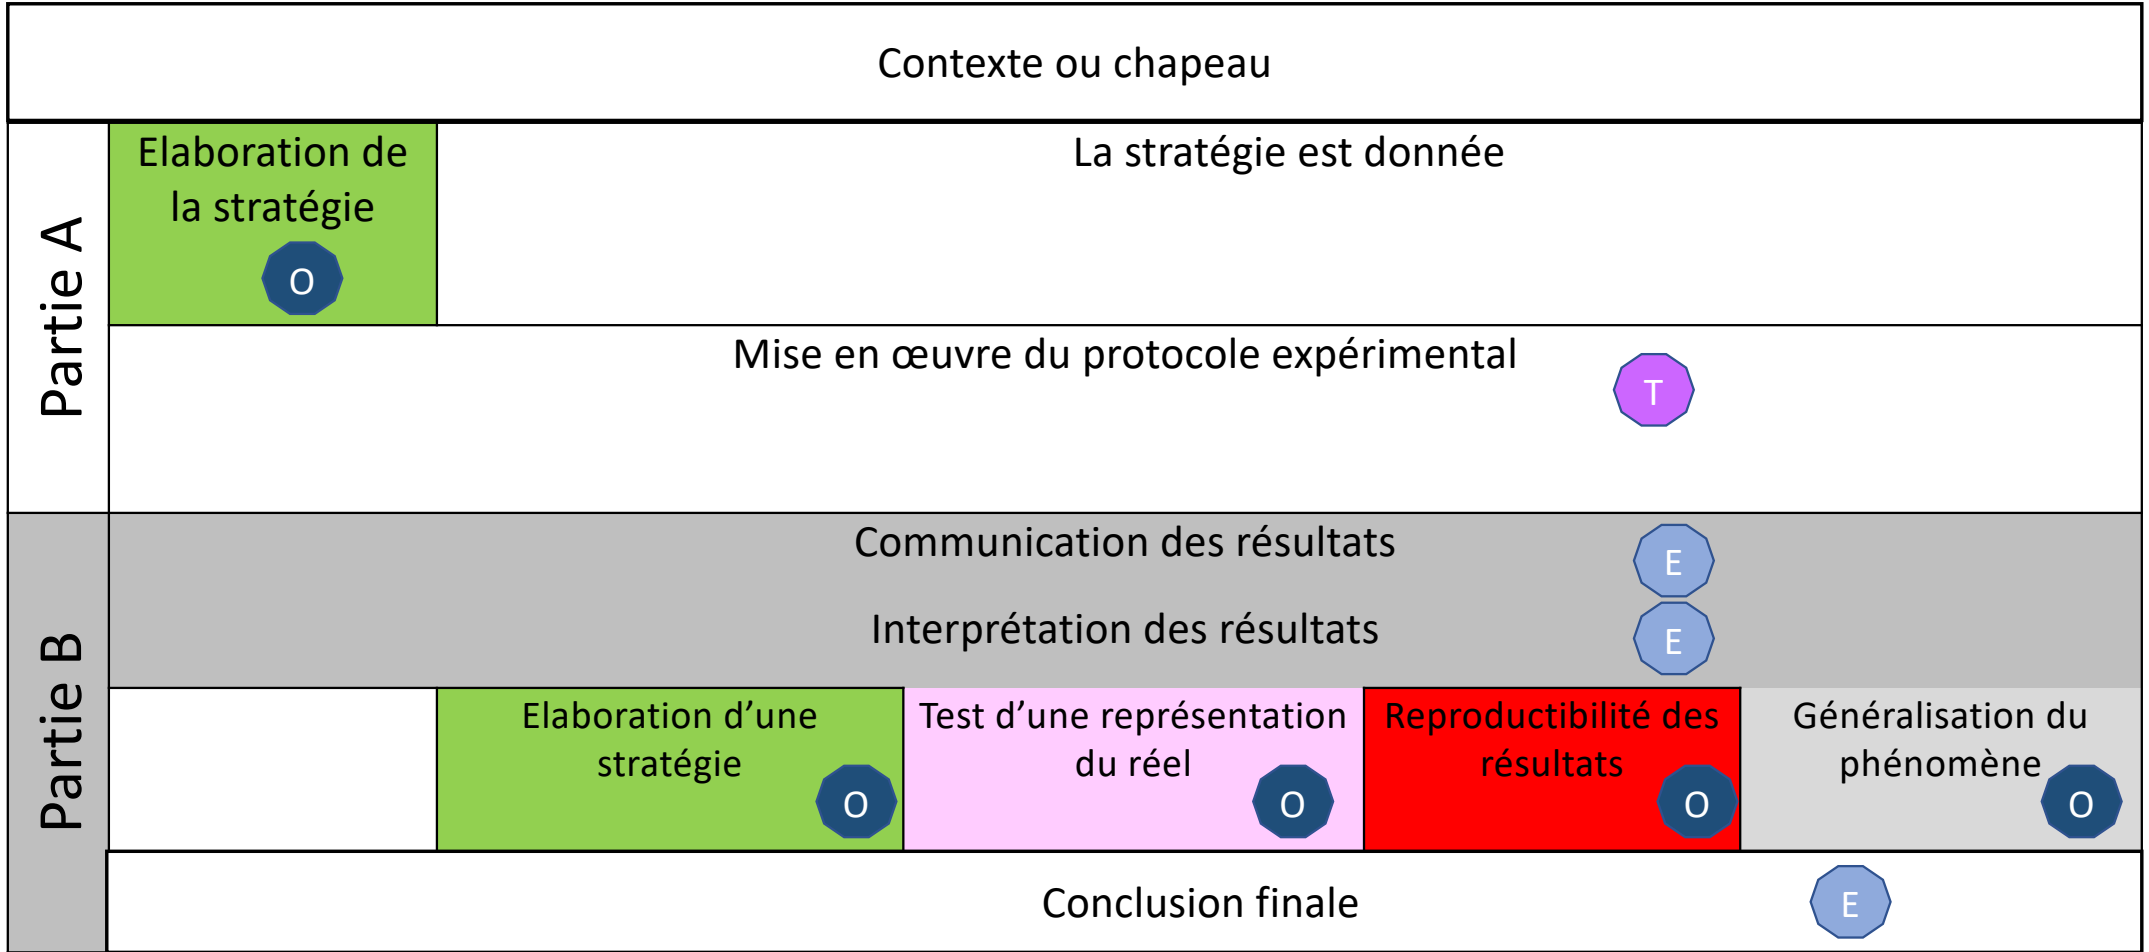 Contexte ou chapeau
Partie A
Elaboration de
la stratégie
O
La stratégie est donnée
Mise en œuvre du protocole expérimental
T
Partie B
Communication des résultats
E
Interprétation des résultats
E
Elaboration d’une
stratégie
O
Test d’une représentation
du réel
O
Reproductibilité des
résultats
O
Généralisation du
phénomène
O
Conclusion finale
E